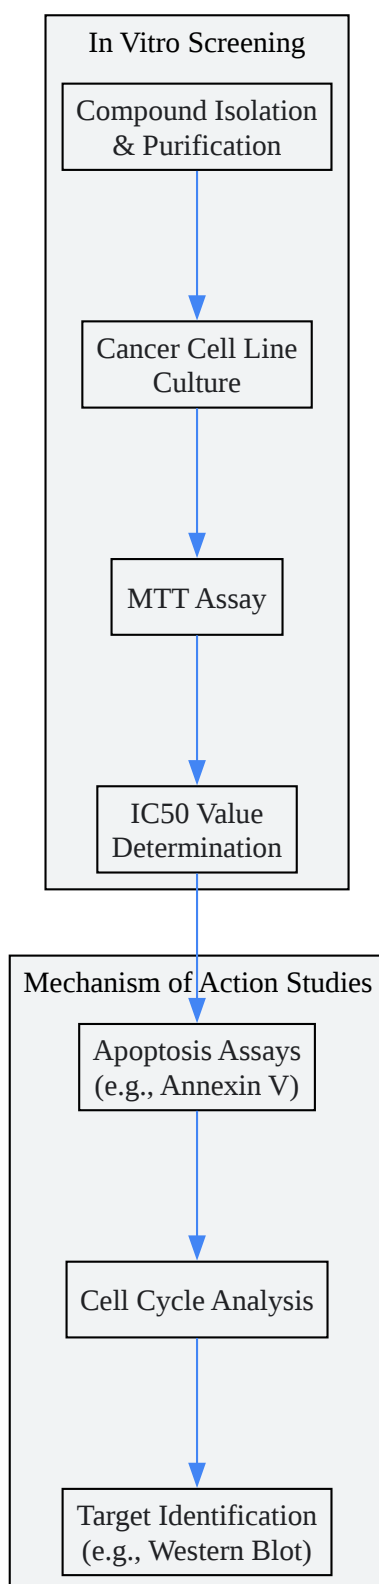 In Vitro Screening
Compound Isolation
& Purification
Cancer Cell Line
Culture
MTT Assay
IC50 Value
Determination
Mechanism of Action Studies
Apoptosis Assays
(e.g., Annexin V)
Cell Cycle Analysis
Target Identification
(e.g., Western Blot)